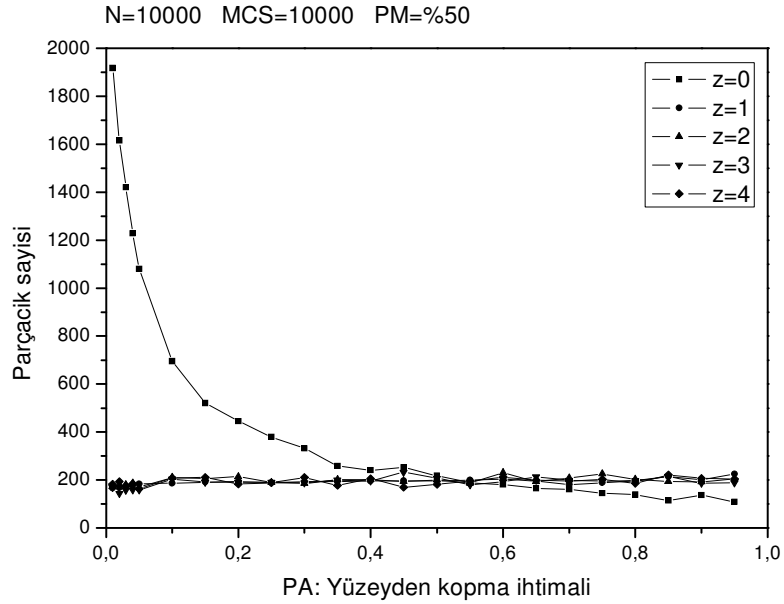 N=10000 MCS=10000 PM=%50
2000
1800
1600
1400
1200
1000
800
600
400
200
0
Parçacik sayisi
z=0
z=1
z=2
z=3
z=4
0,0 0,2 0,4 0,6 0,8 1,0
PA: Yüzeyden kopma ihtimali